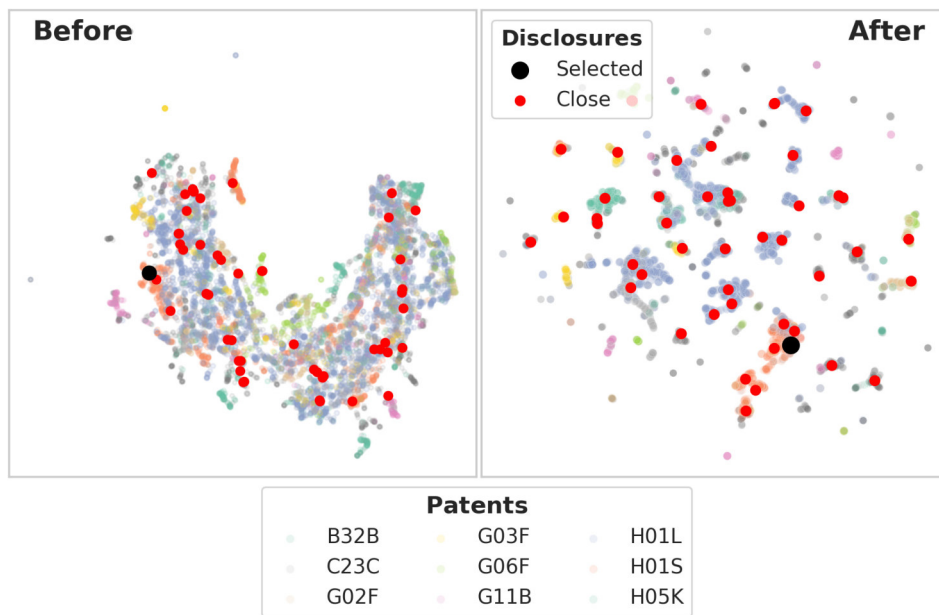 Before
After
Disclosures
Selected
Close
Patents
B32B G03F H01L
C23C G06F H01S
G02F G11B H05K